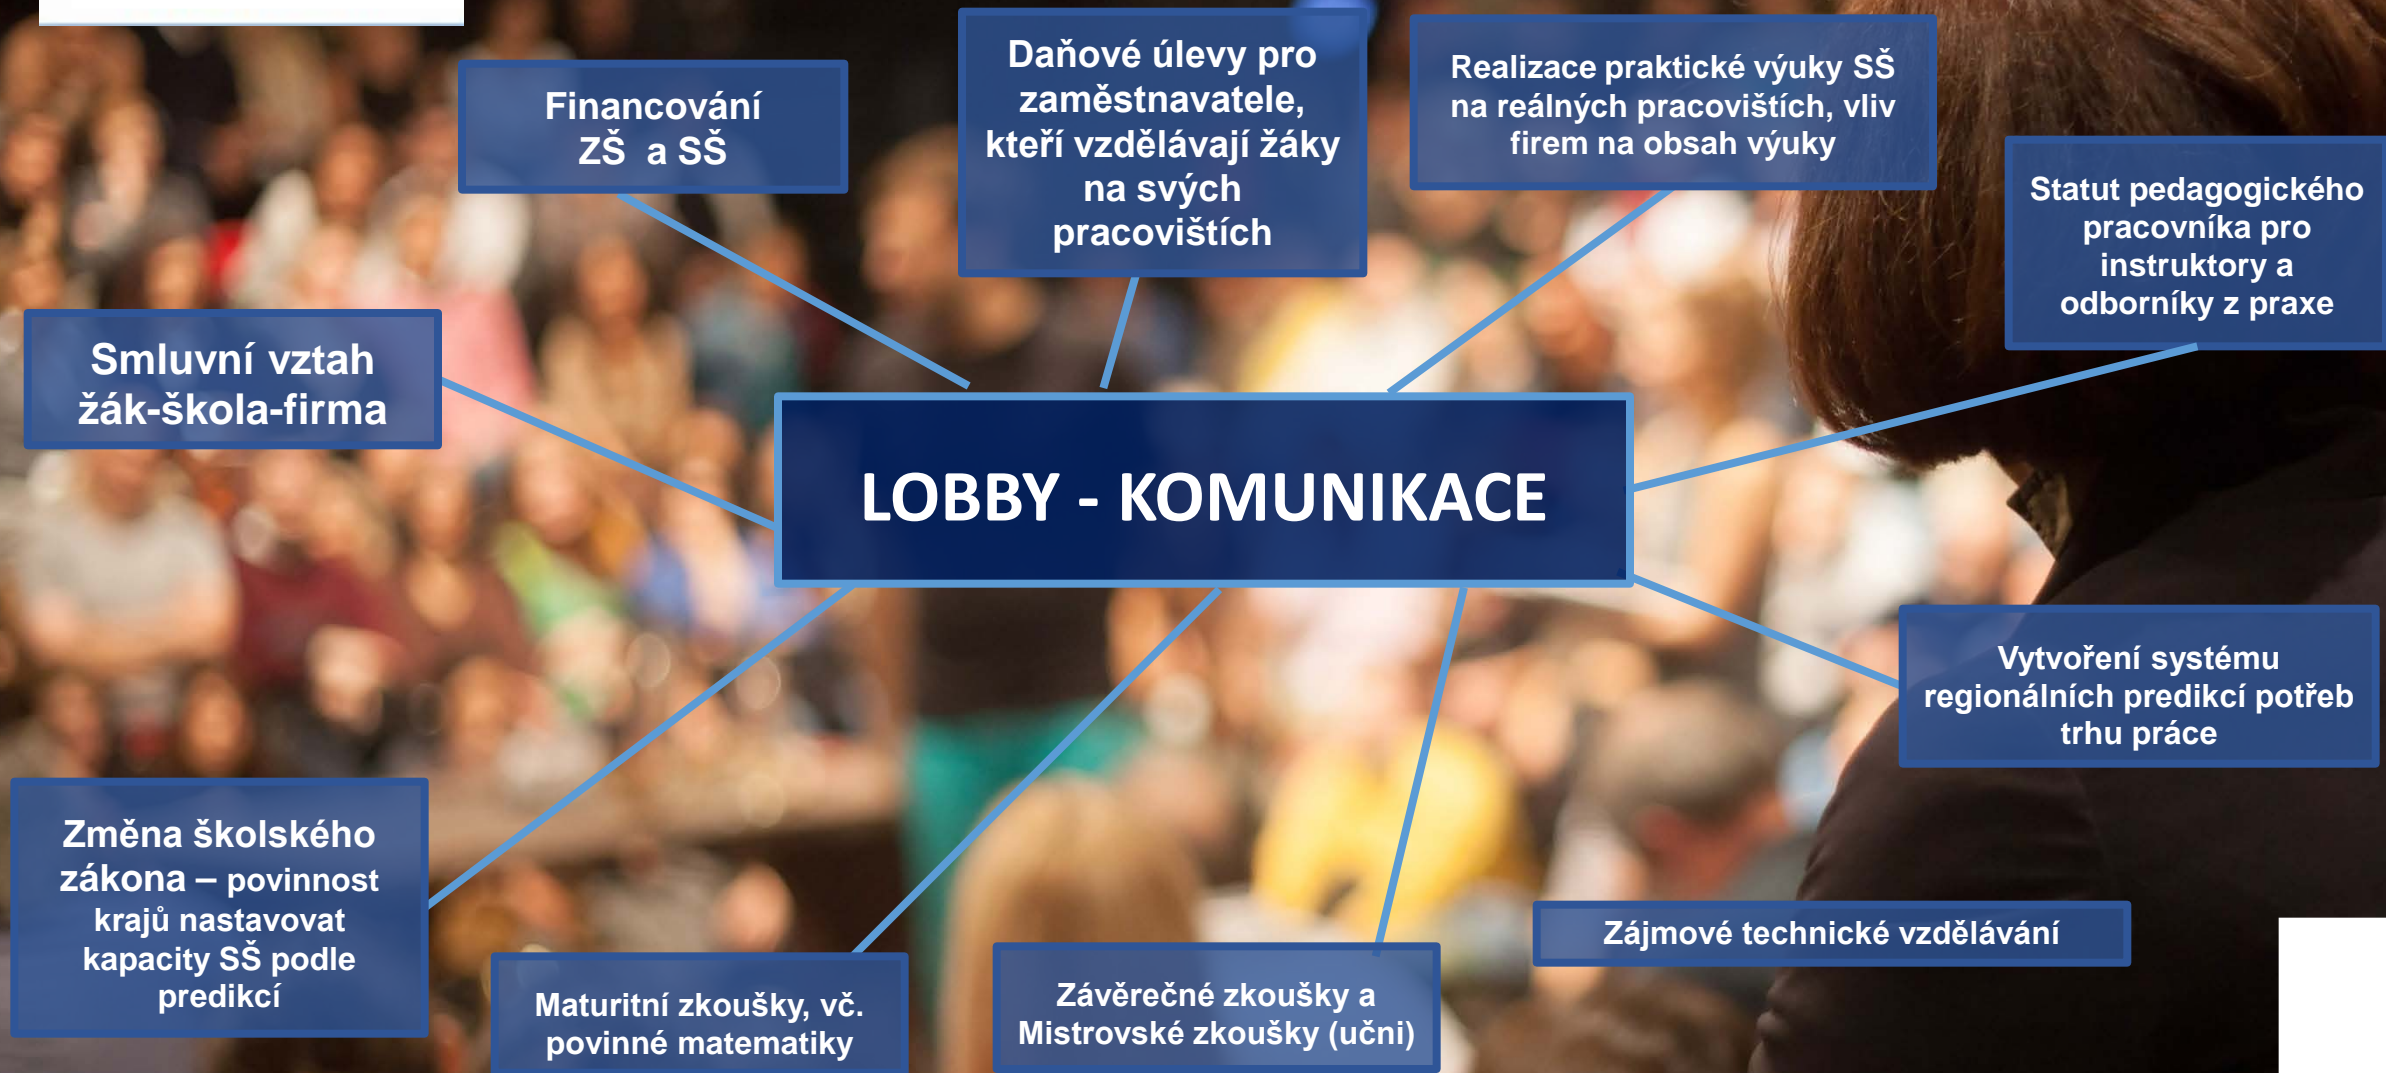 Financování
ZŠ a SŠ
Daňové úlevy pro
zaměstnavatele,
kteří vzdělávají žáky
na svých
pracovištích
Realizace praktické výuky SŠ
na reálných pracovištích, vliv
firem na obsah výuky
Statut pedagogického
pracovníka pro
instruktory a
odborníky z praxe
Smluvní vztah
žák-škola-firma
LOBBY - KOMUNIKACE
Vytvoření systému
regionálních predikcí potřeb
trhu práce
Změna školského
zákona – povinnost
krajů nastavovat
kapacity SŠ podle
predikcí
Maturitní zkoušky, vč.
povinné matematiky
Závěrečné zkoušky a
Mistrovské zkoušky (učni)
Zájmové technické vzdělávání